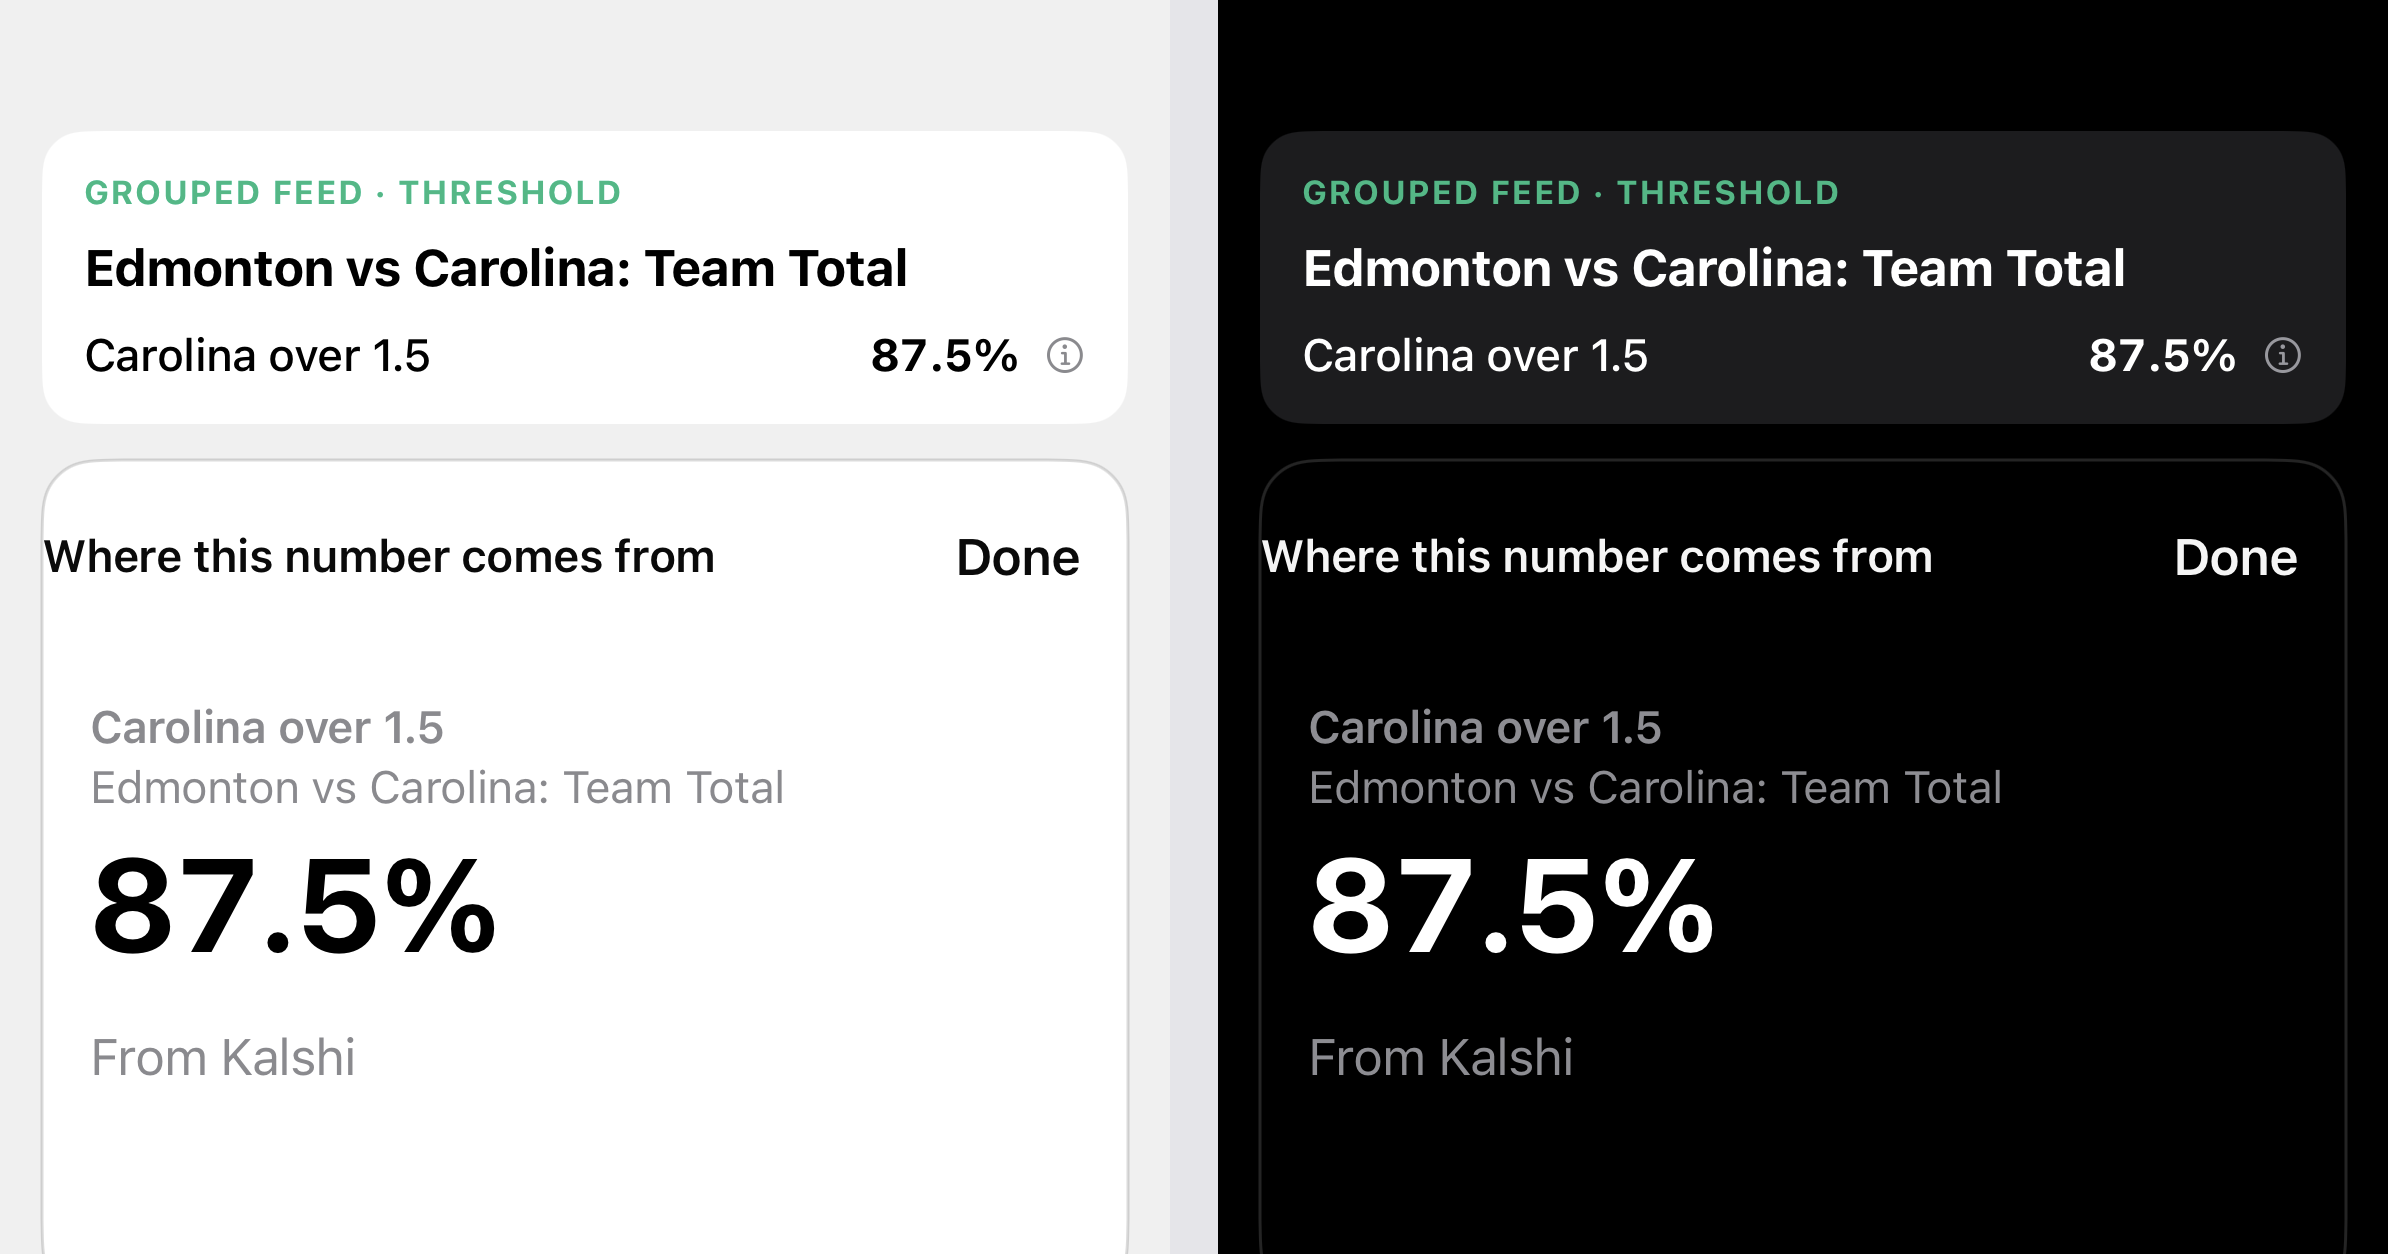 GROUPED FEED · THRESHOLD
Edmonton vs Carolina: Team Total
Carolina over 1.5 87.5%
Where this number comes from Done
Carolina over 1.5
Edmonton vs Carolina: Team Total
87.5%
From Kalshi
GROUPED FEED · THRESHOLD
Edmonton vs Carolina: Team Total
Carolina over 1.5 87.5%
Where this number comes from Done
Carolina over 1.5
Edmonton vs Carolina: Team Total
87.5%
From Kalshi